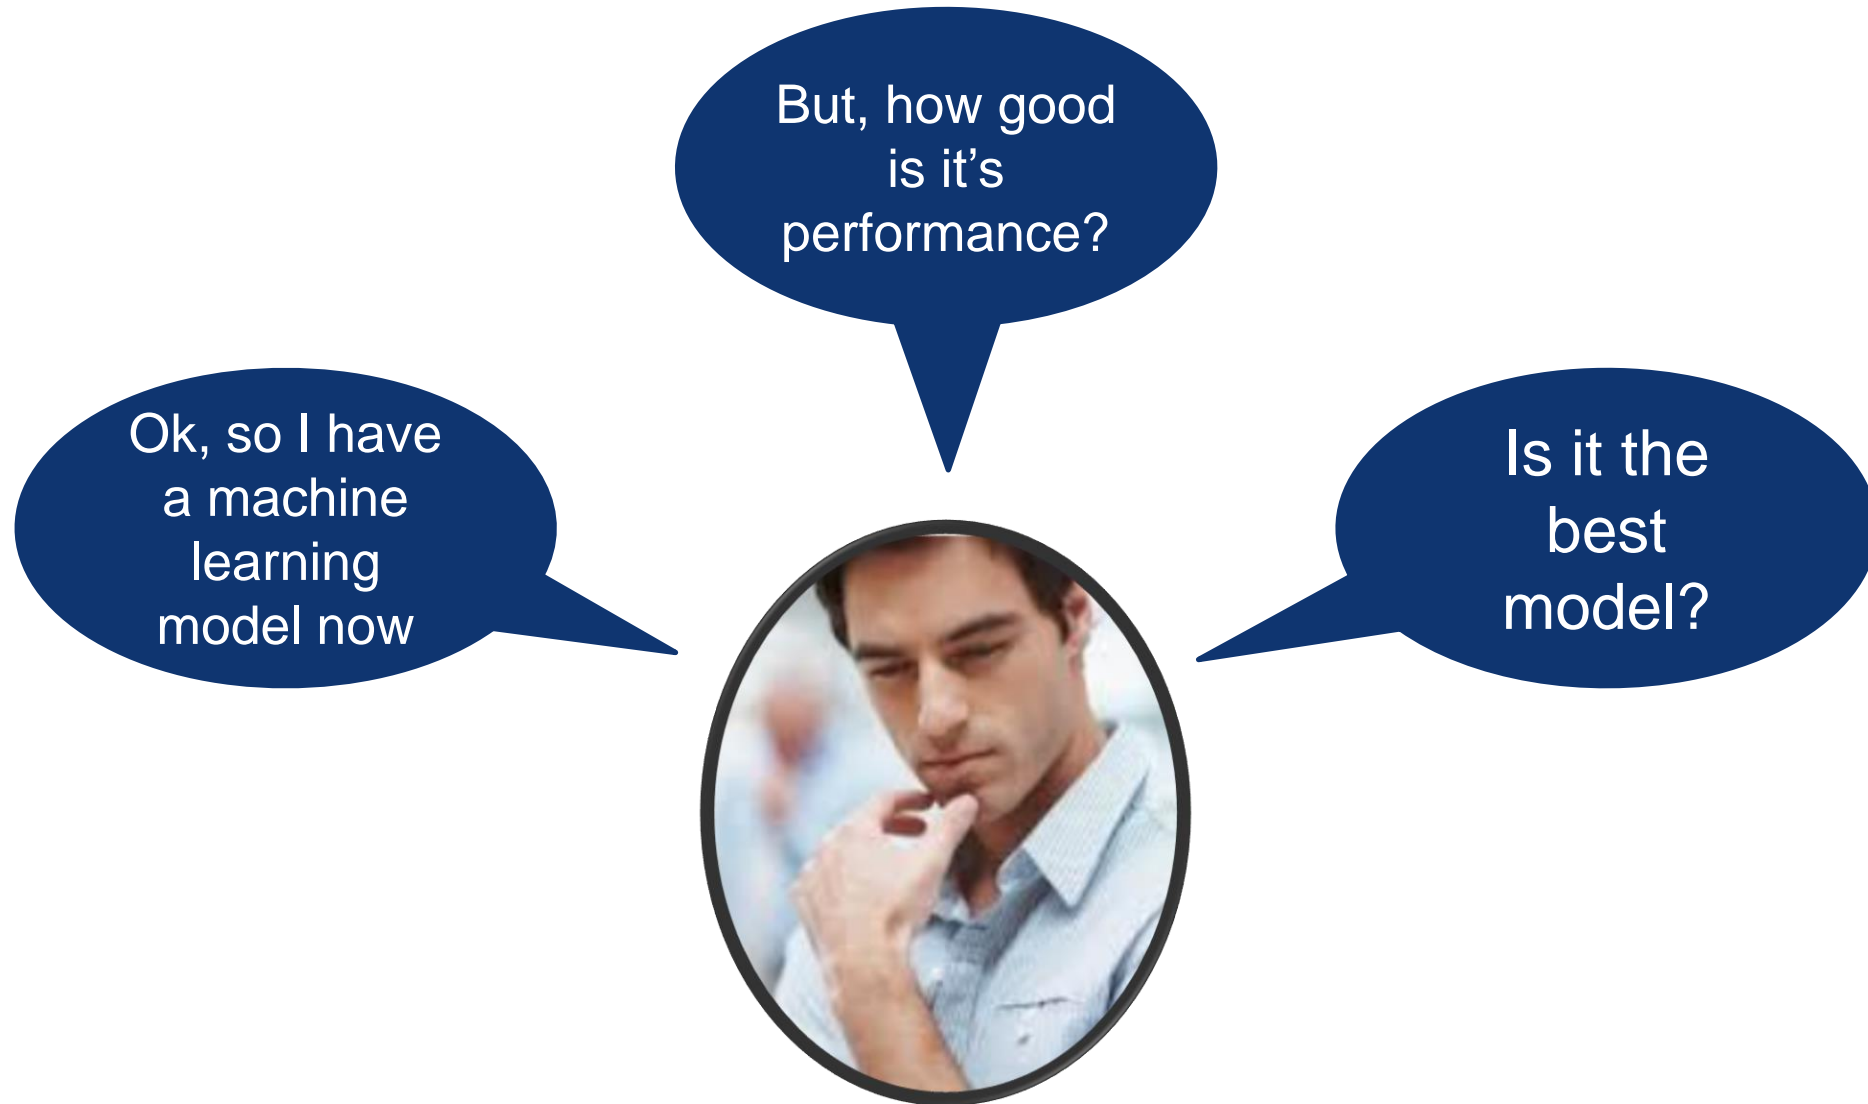 Ok, so I have
a machine
learning
model now
But, how good
is it’s
performance?
Is it the
best
model?